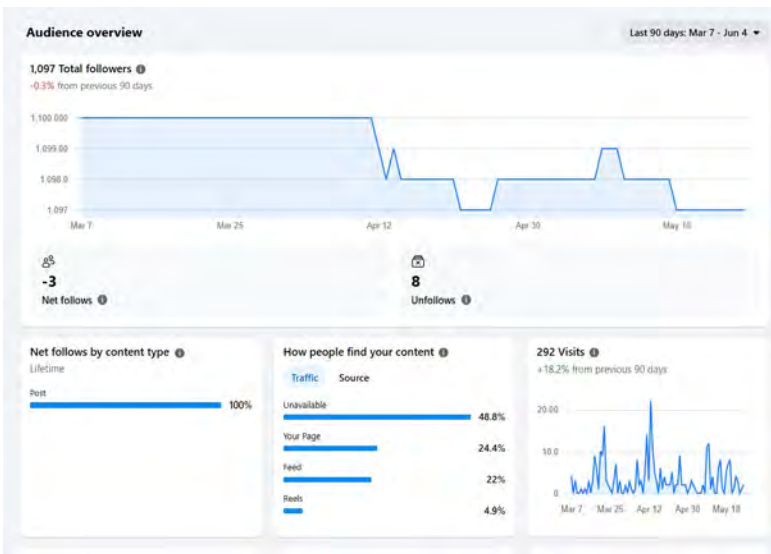 Audience overview
Last 90 days: Mar 7 - Jun 4
1,097 Total followers
-0.3% from previous 90 days
1,100.000
1,099.00
1,098.0
1,097
Mar 7 Mar 25 Apr 12 Apr 30 May 18
-3
Net follows
8
Unfollows
Net follows by content type
Lifetime
Post
100%
How people find your content
Traffic Source
Unavailable
48.8%
Your Page
24.4%
Feed
22%
Reels
4.9%
292 Visits
+18.2% from previous 90 days
20.00
10.0
0
Mar 7 Mar 25 Apr 12 Apr 30 May 18